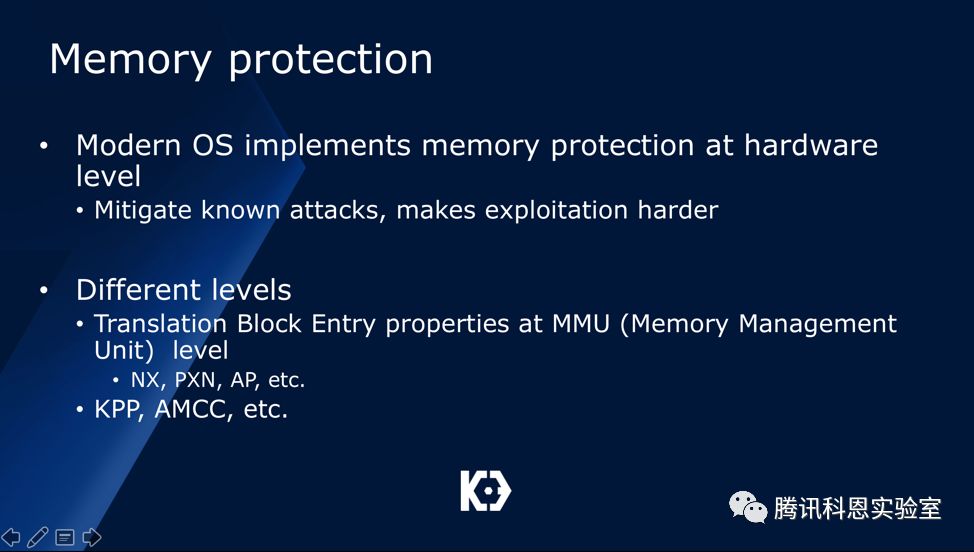 Memory protection
• Modern OS implements memory protection at hardware
level
• Mitigate known attacks, makes exploitation harder
• Different levels
• Translation Block Entry properties at MMU (Memory Management
Unit)  level
• NX, PXN, AP, etc.
• KPP, AMCC, etc.
腾讯科恩实验室